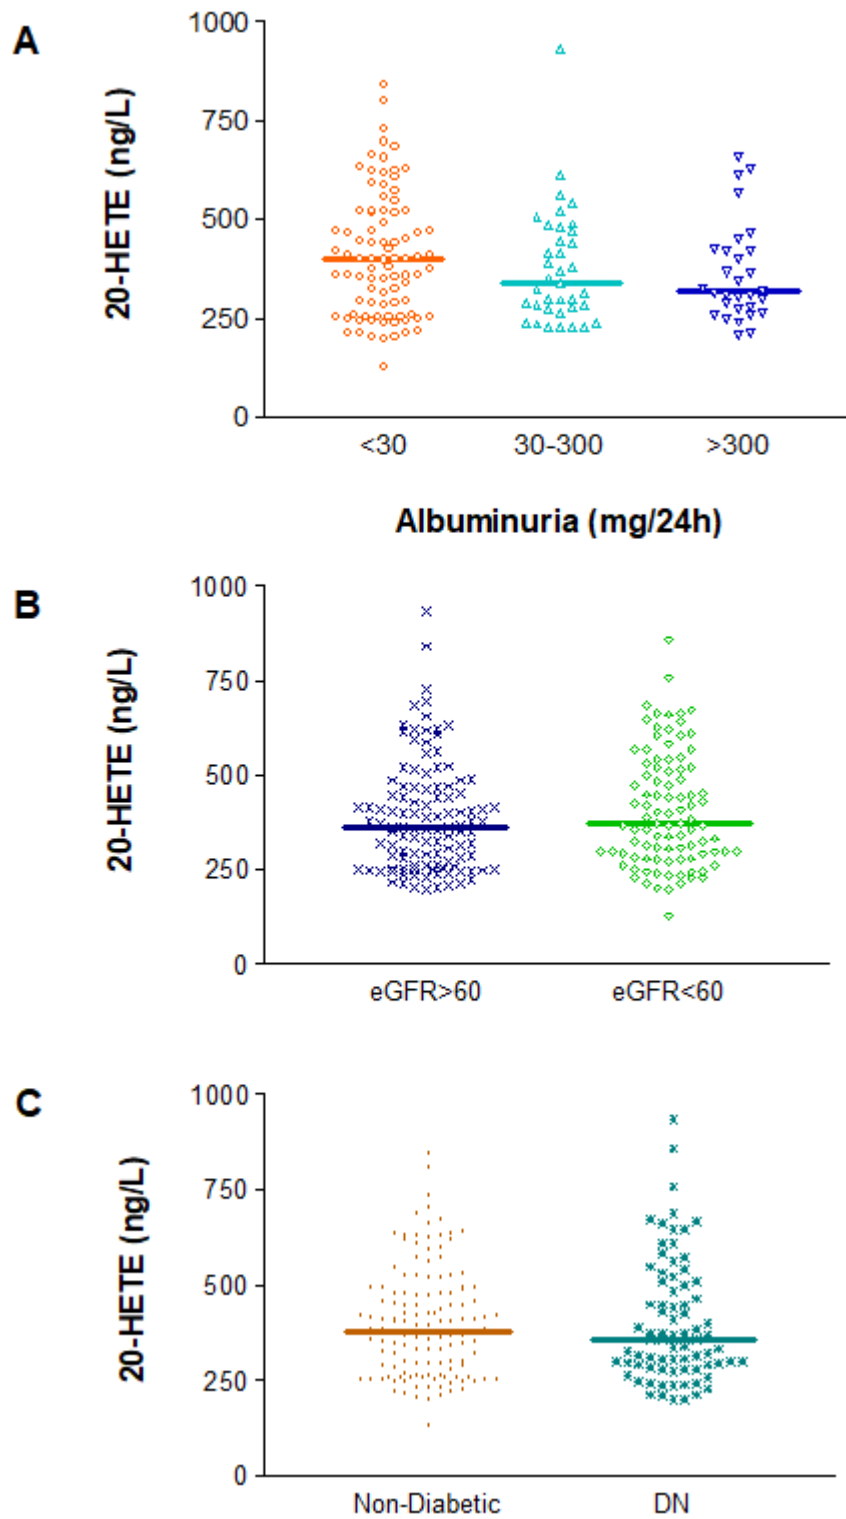 A
20-HETE (ng/L)
1000
750
500
250
0
<30 30-300 >300
Albuminuria (mg/24h)
B
20-HETE (ng/L)
1000
750
500
250
0
eGFR>60 eGFR<60
C
20-HETE (ng/L)
1000
750
500
250
0
Non-Diabetic DN